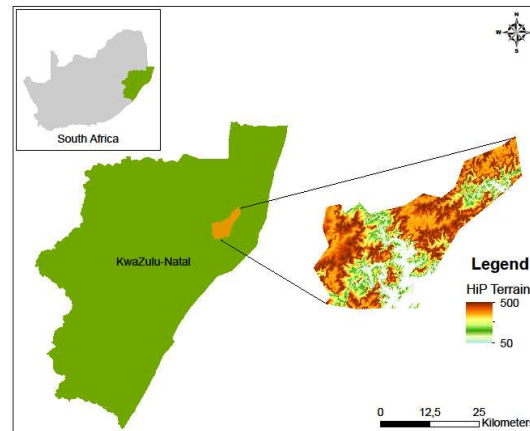 N
W E
S
South Africa
KwaZulu-Natal
Legend
HiP Terrain
500
50
0 12,5 25
Kilometers